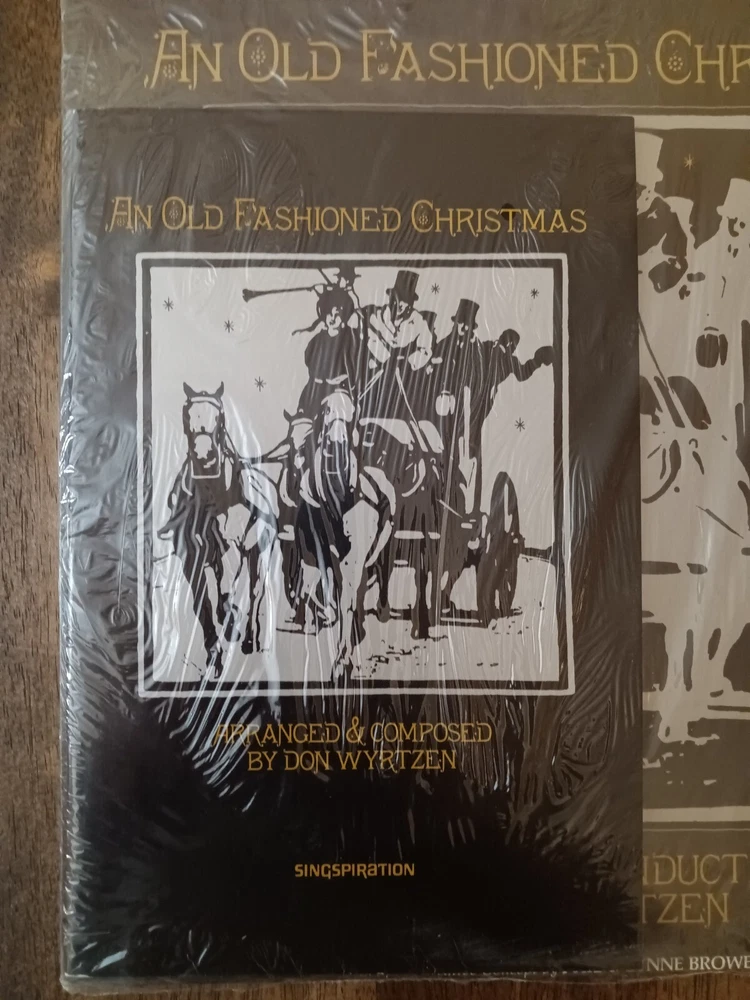 AN OLD FASHIONED CHR
AN OLD FASHIONED CHRISTMAS
ARRANGED & COMPOSED
BY DON WYRTZEN
SINGSPIRATION
NDUCT
TZEN
NNE BROWE